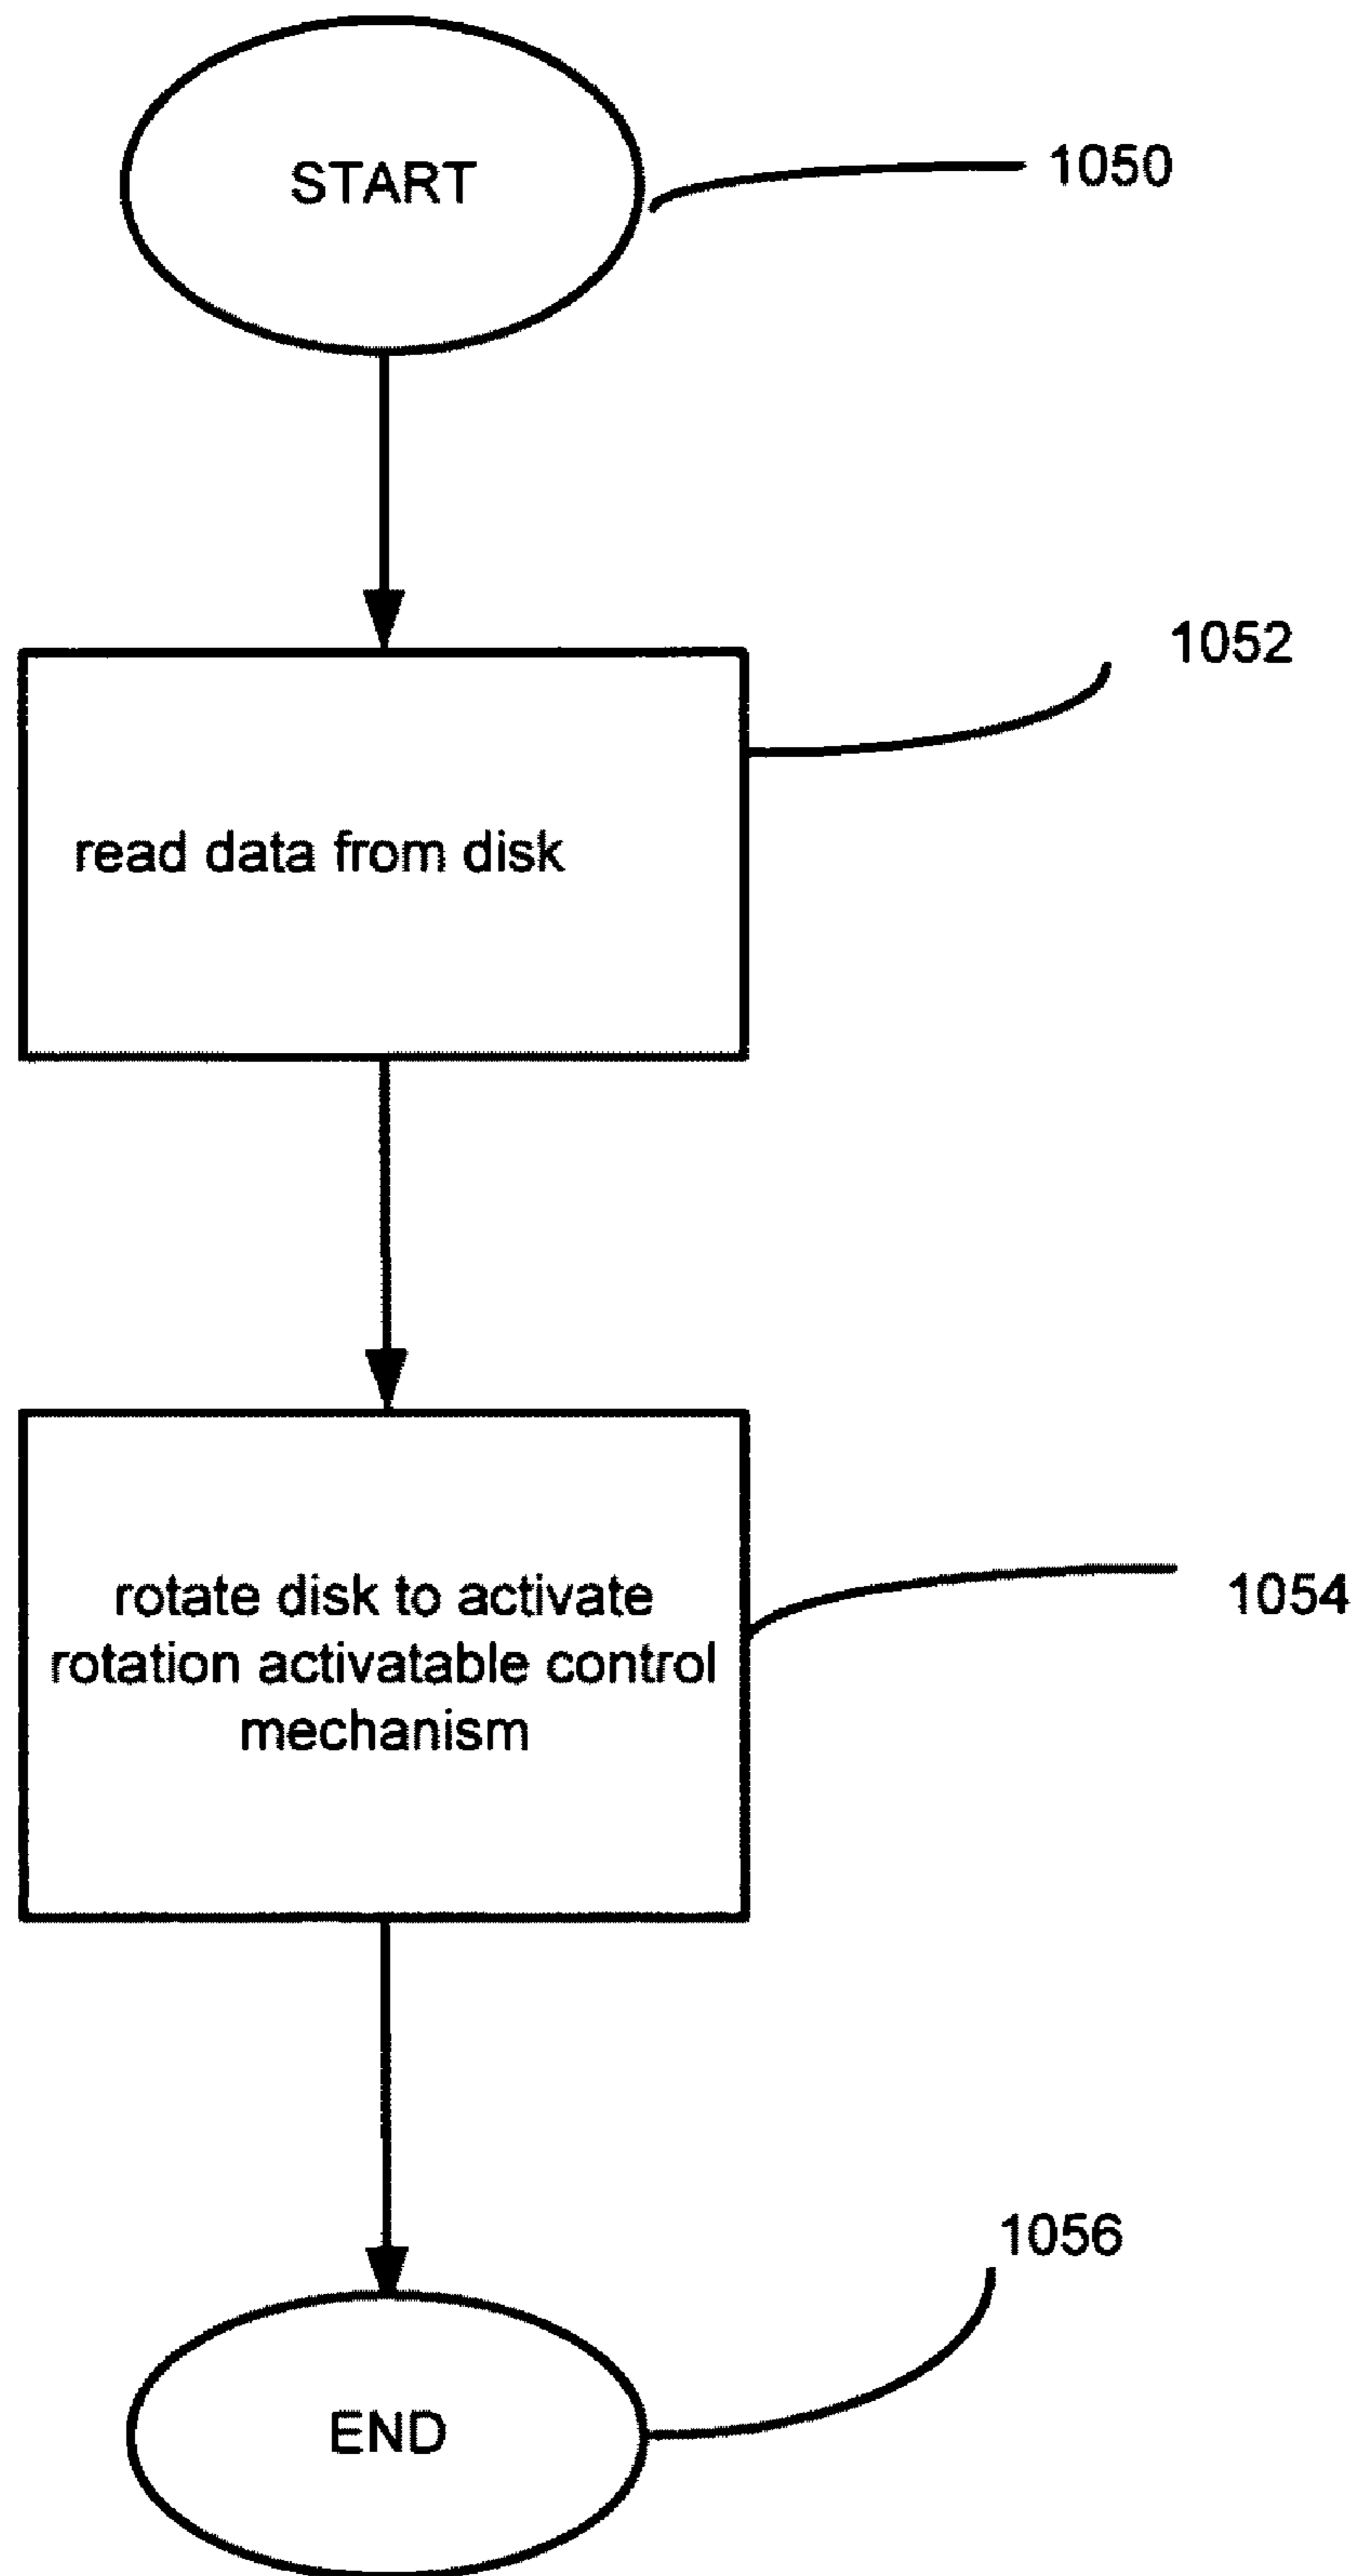 START
1050
1052
read data from disk
rotate disk to activate
rotation activatable control
mechanism
1054
1056
END